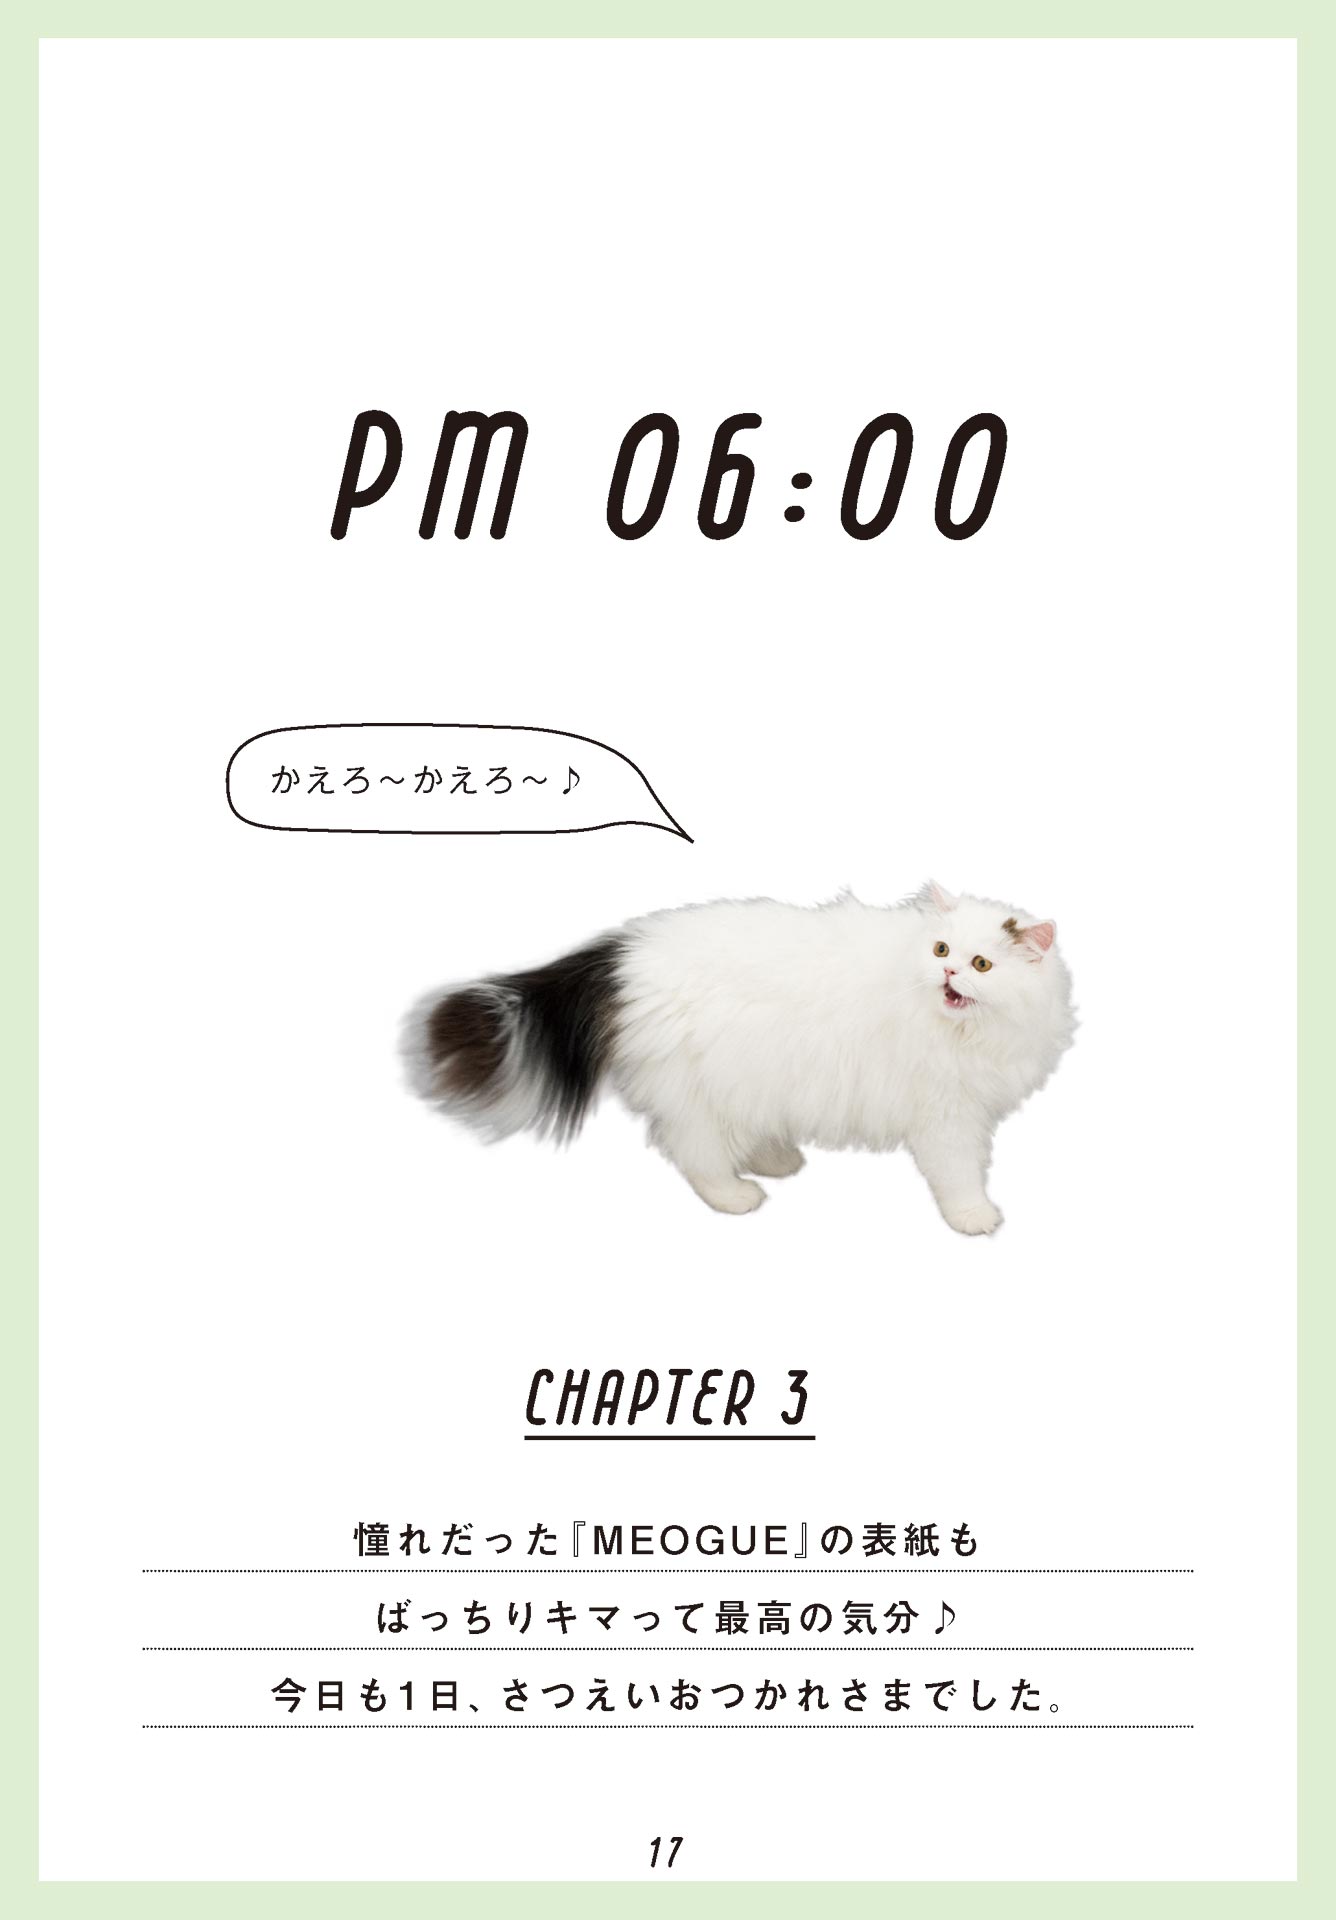 PM 06:00
かえろ〜かえろ〜♪
CHAPTER 3
憧れだった『MEOGUE』の表紙も
ばっちりキマって最高の気分♪
今日も1日、さつえいおつかれさまでした。
17